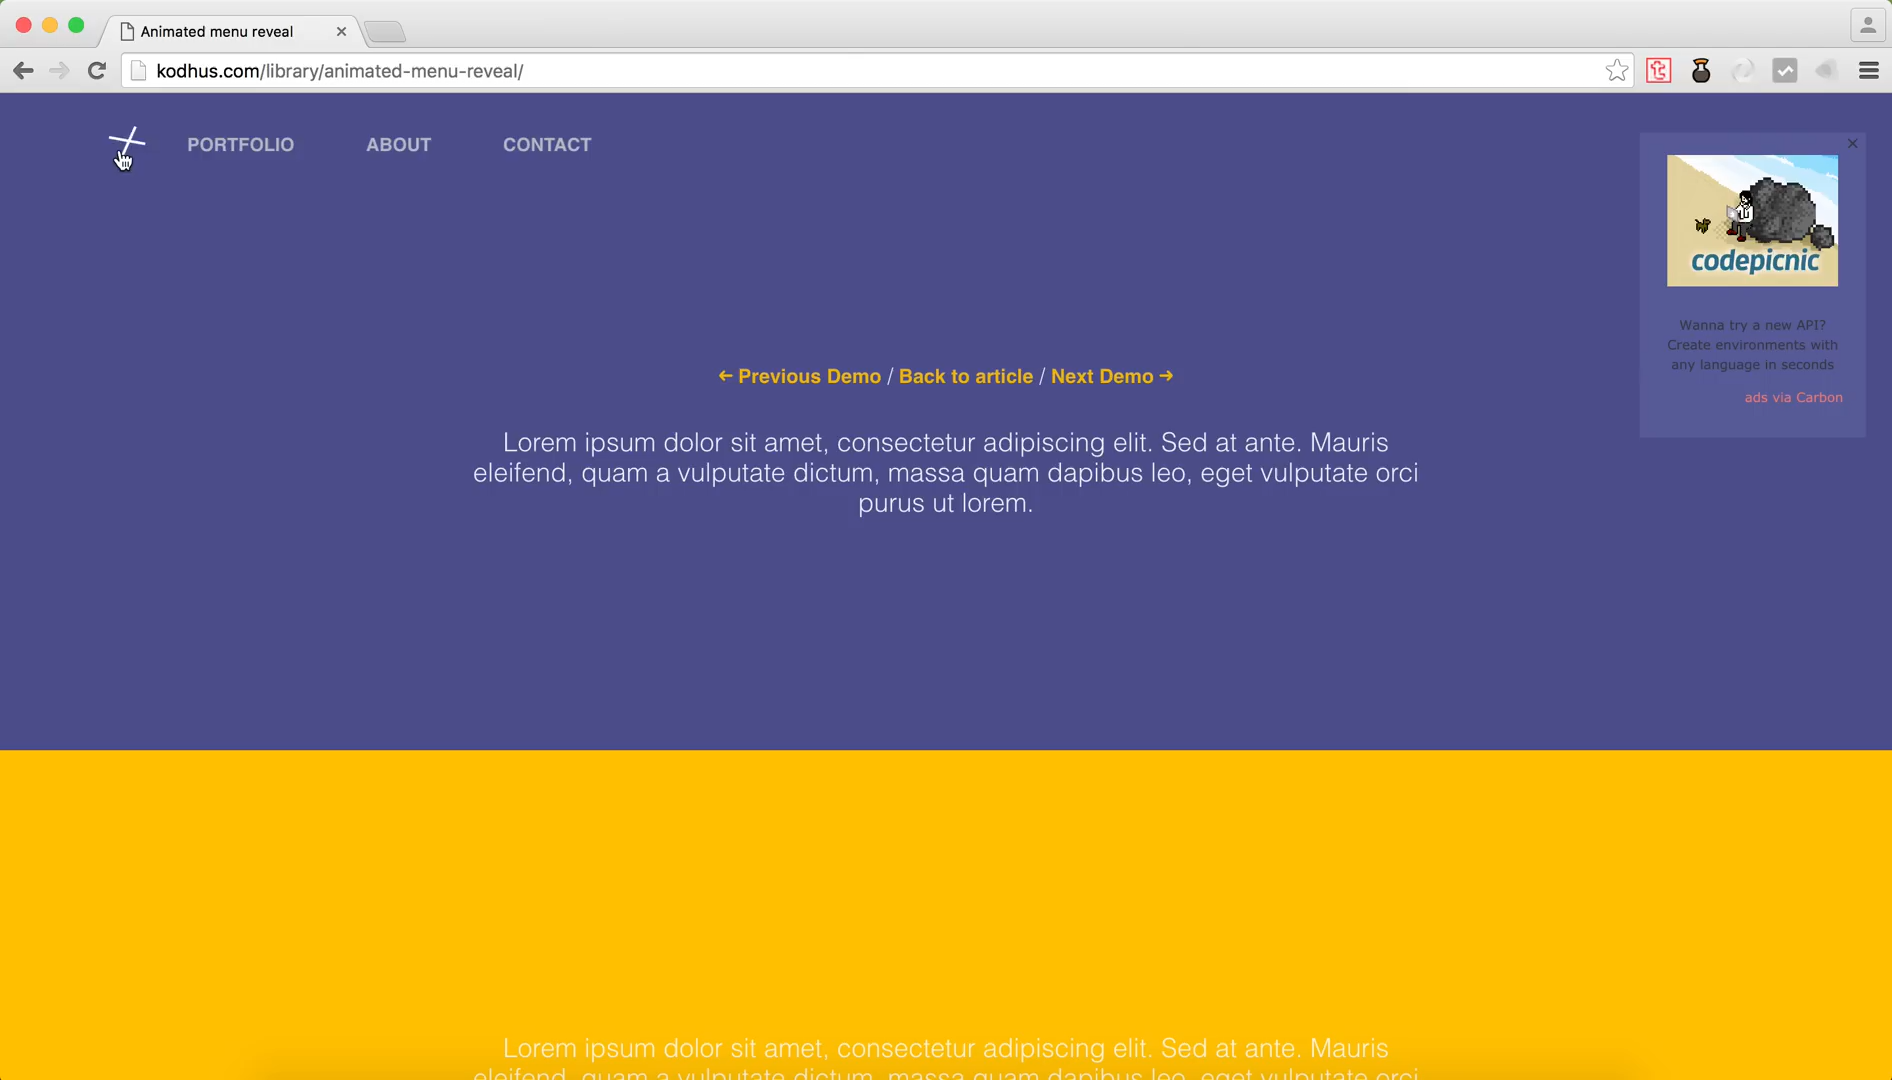 Animated menu reveal
kodhus.com/library/animated-menu-reveal/
PORTFOLIO ABOUT CONTACT
codepicnic
Wanna try a new API?
Create environments with
any language in seconds
ads via Carbon
← Previous Demo / Back to article / Next Demo →
Lorem ipsum dolor sit amet, consectetur adipiscing elit. Sed at ante. Mauris
eleifend, quam a vulputate dictum, massa quam dapibus leo, eget vulputate orci
purus ut lorem.
Lorem ipsum dolor sit amet, consectetur adipiscing elit. Sed at ante. Mauris
eleifend, quam a vulputate dictum, massa quam dapibus leo, eget vulputate orci